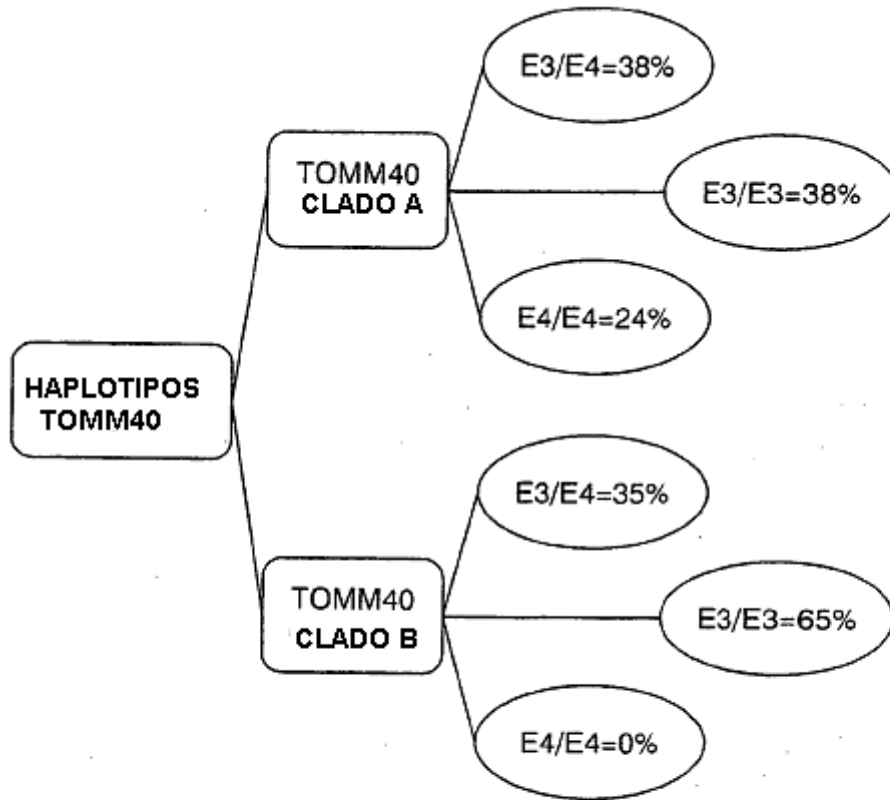 E3/E4=38%
TOMM40
CLADO A
E3/E3=38%
E4/E4=24%
HAPLOTIPOS
TOMM40
E3/E4=35%
TOMM40
CLADO B
E3/E3=65%
E4/E4=0%